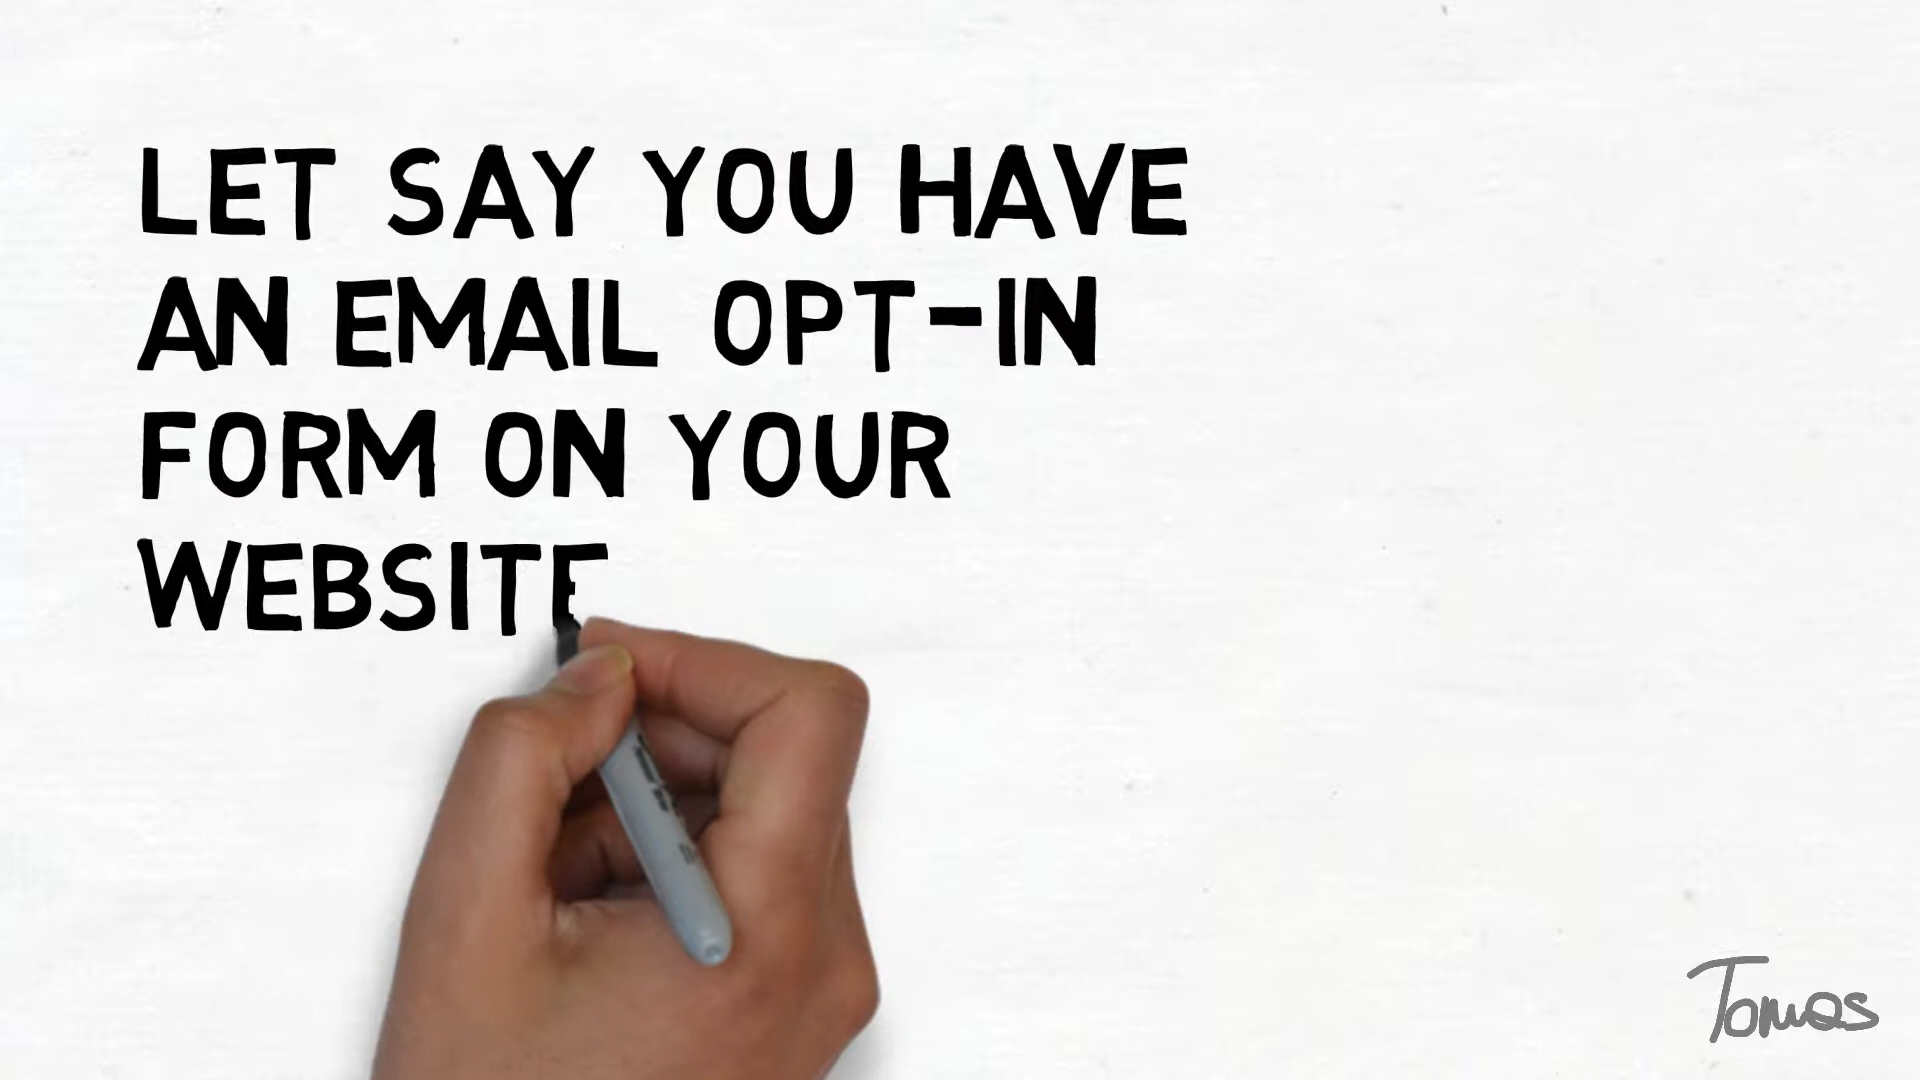 LET SAY YOU HAVE
AN EMAIL OPT-IN
FORM ON YOUR
WEBSITE
Tomas